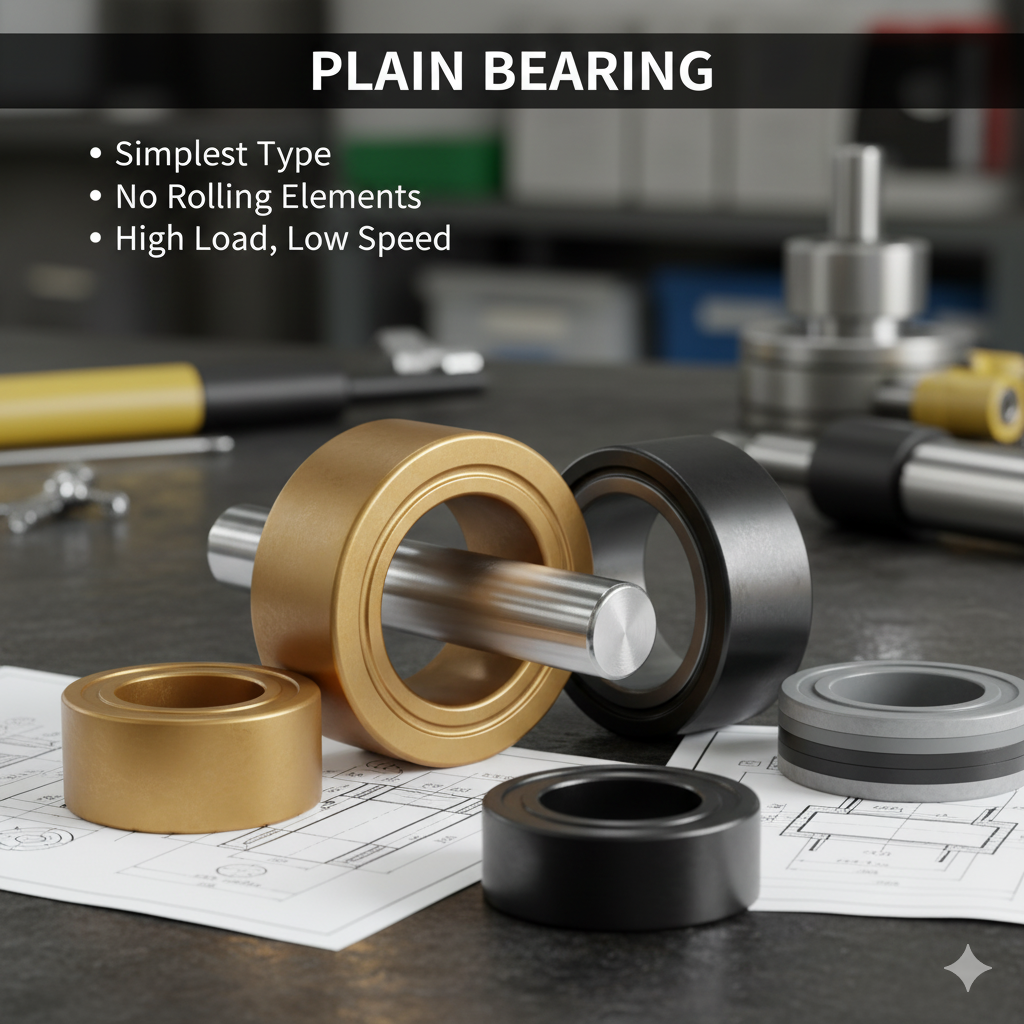 PLAIN BEARING
• Simplest Type
• No Rolling Elements
• High Load, Low Speed